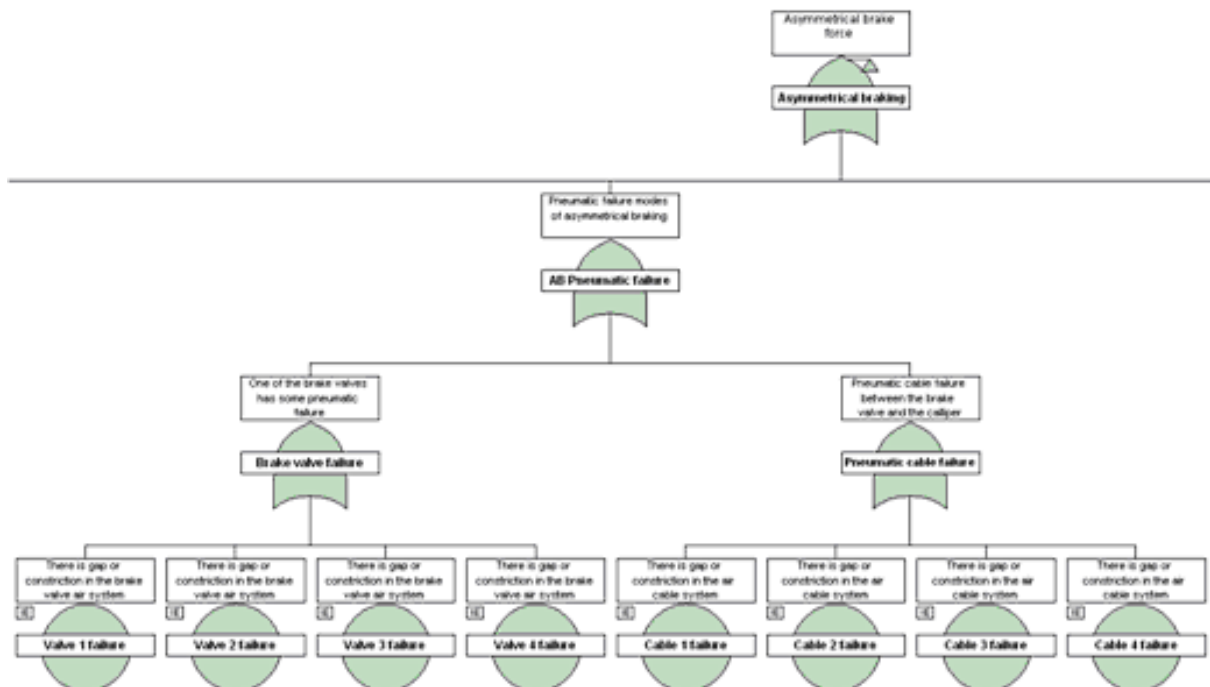 Asymmetrical brake
force
Asymmetrical braking
Pneumatic failure modes
of asymmetrical braking
AB Pneumatic failure
One of the brake valves
has some pneumatic
failure
Brake valve failure
Pneumatic cable failure
between the brake
valve and the calliper
Pneumatic cable failure
There is gap or
constriction in the brake
valve air system
Valve 1 failure
There is gap or
constriction in the brake
valve air system
Valve 2 failure
There is gap or
constriction in the brake
valve air system
Valve 3 failure
There is gap or
constriction in the brake
valve air system
Valve 4 failure
There is gap or
constriction in the air
cable system
Cable 1 failure
There is gap or
constriction in the air
cable system
Cable 2 failure
There is gap or
constriction in the air
cable system
Cable 3 failure
There is gap or
constriction in the air
cable system
Cable 4 failure